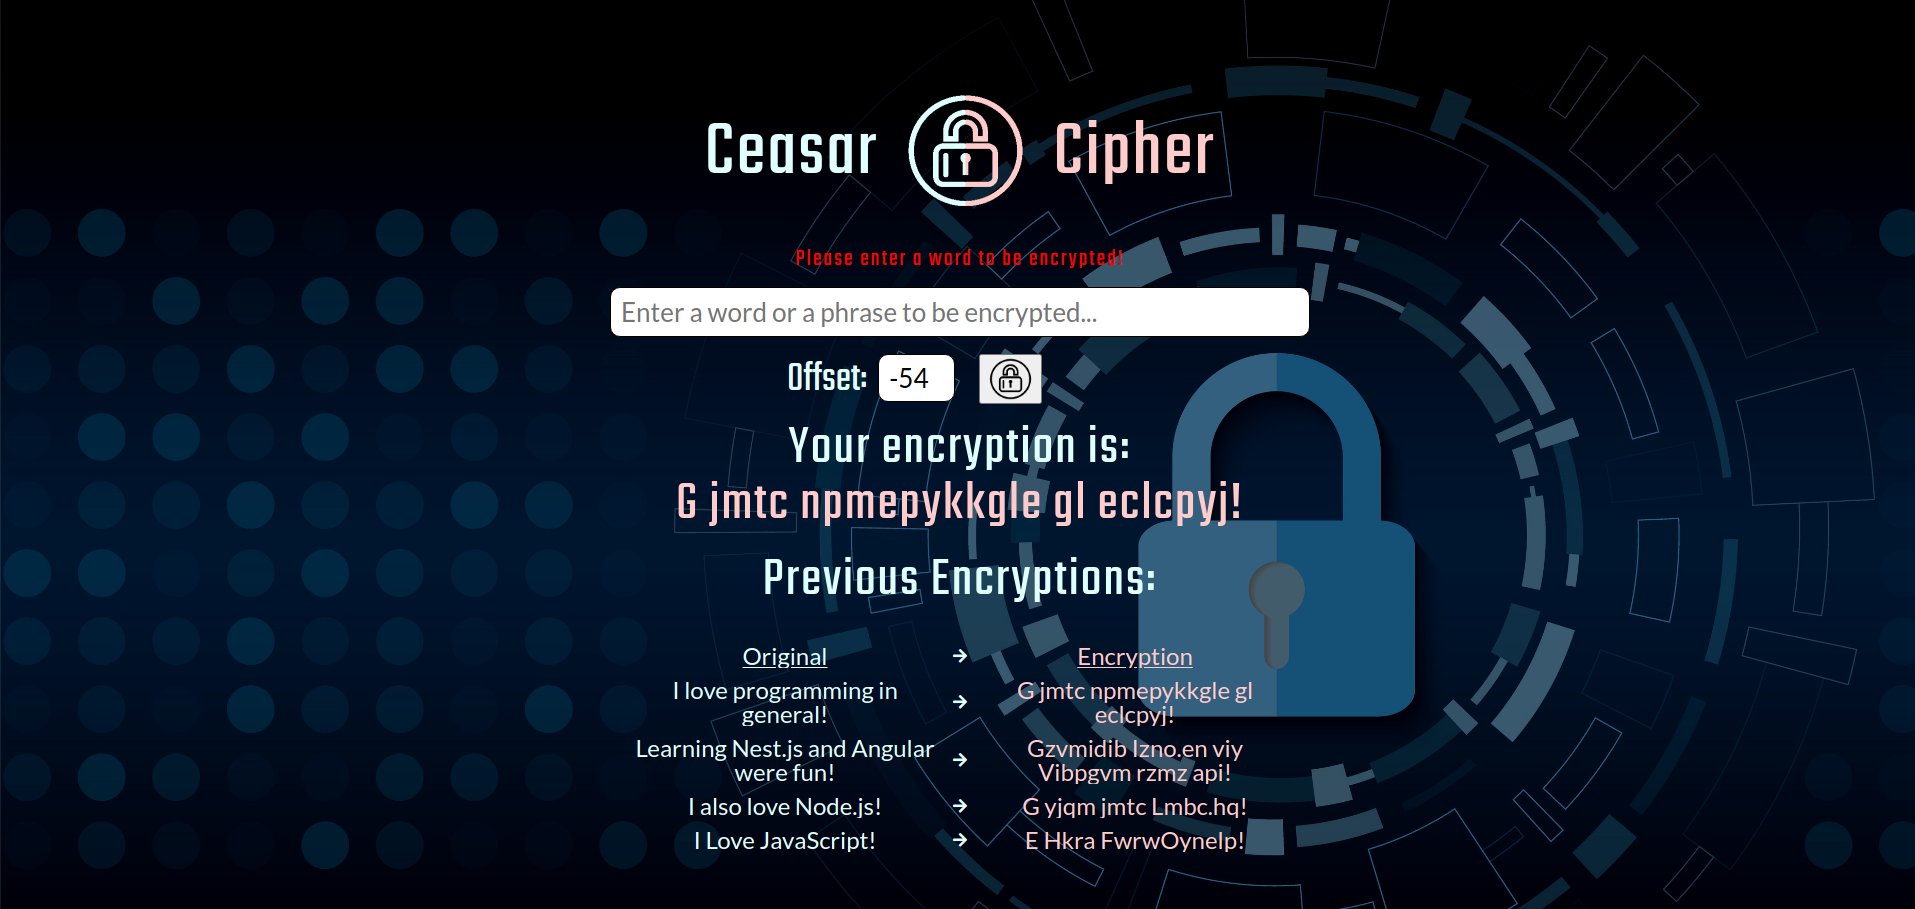 Ceasar Cipher
Please enter a word to be encrypted!
Enter a word or a phrase to be encrypted...
Offset: -54
Your encryption is:
G jmtc npmepykkgle gl eclcpyj!
Previous Encryptions:
Original → Encryption
I love programming in general! → G jmtc npmepykkgle gl eclcpyj!
Learning Nest.js and Angular were fun! → Gzvmidib Izno.en viy Vibpgvm rzmz api!
I also love Node.js! → G yjqm jmtc Lmbc.hq!
I Love JavaScript! → E Hkra FwrwOynelp!